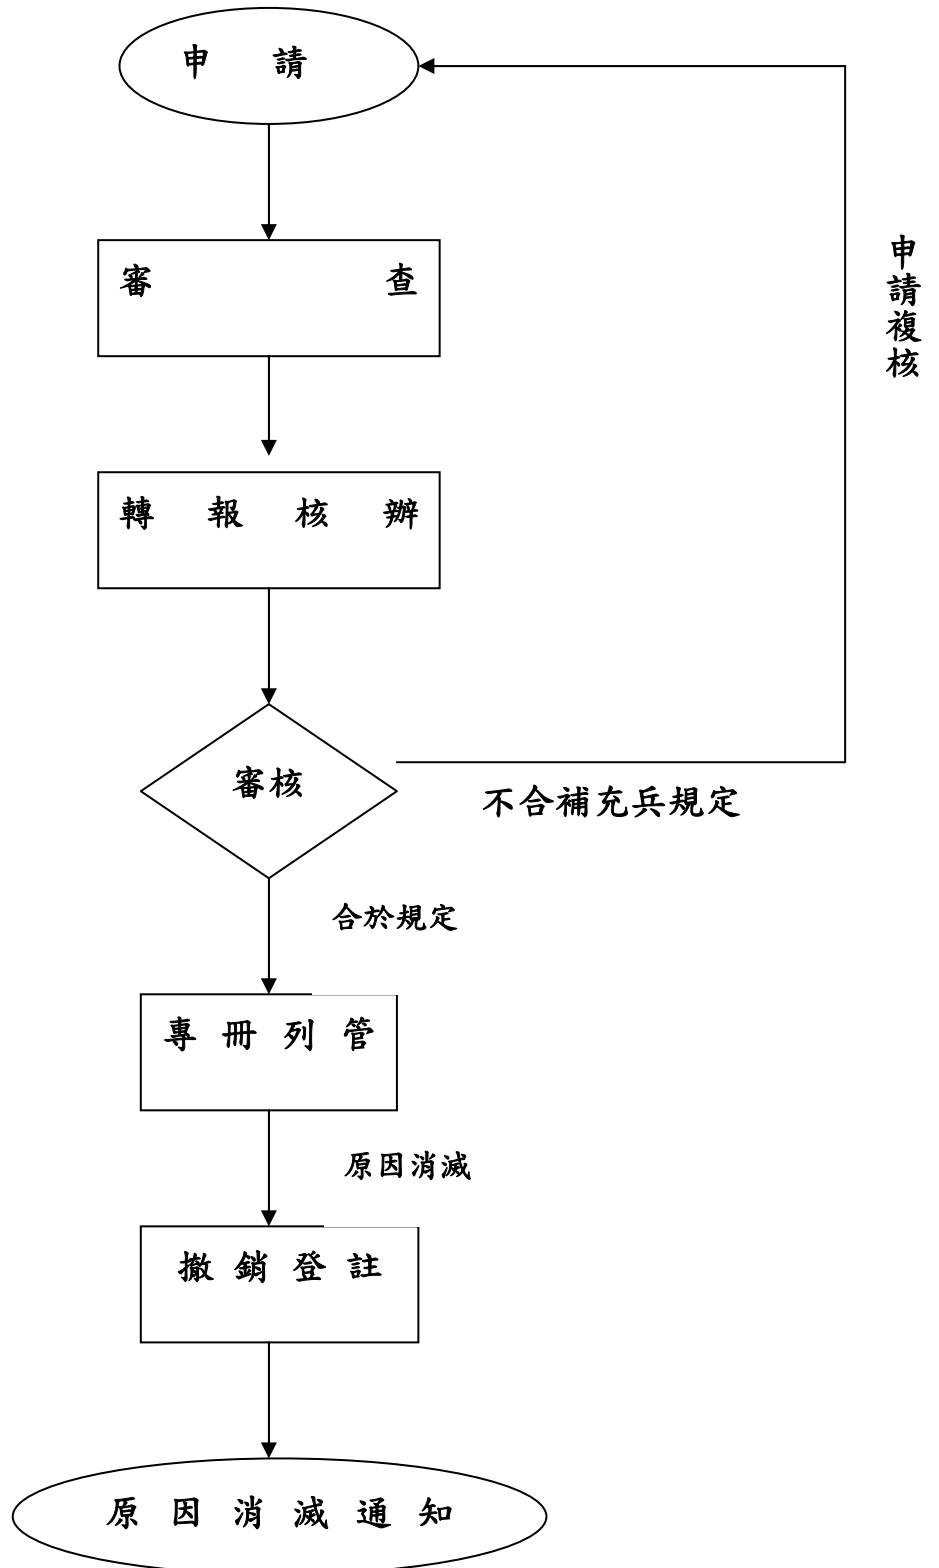 申請
申請複核
審查
轉報核辦
審核
不合補充兵規定
合於規定
專冊列管
原因消滅
撤銷登註
原因消滅通知